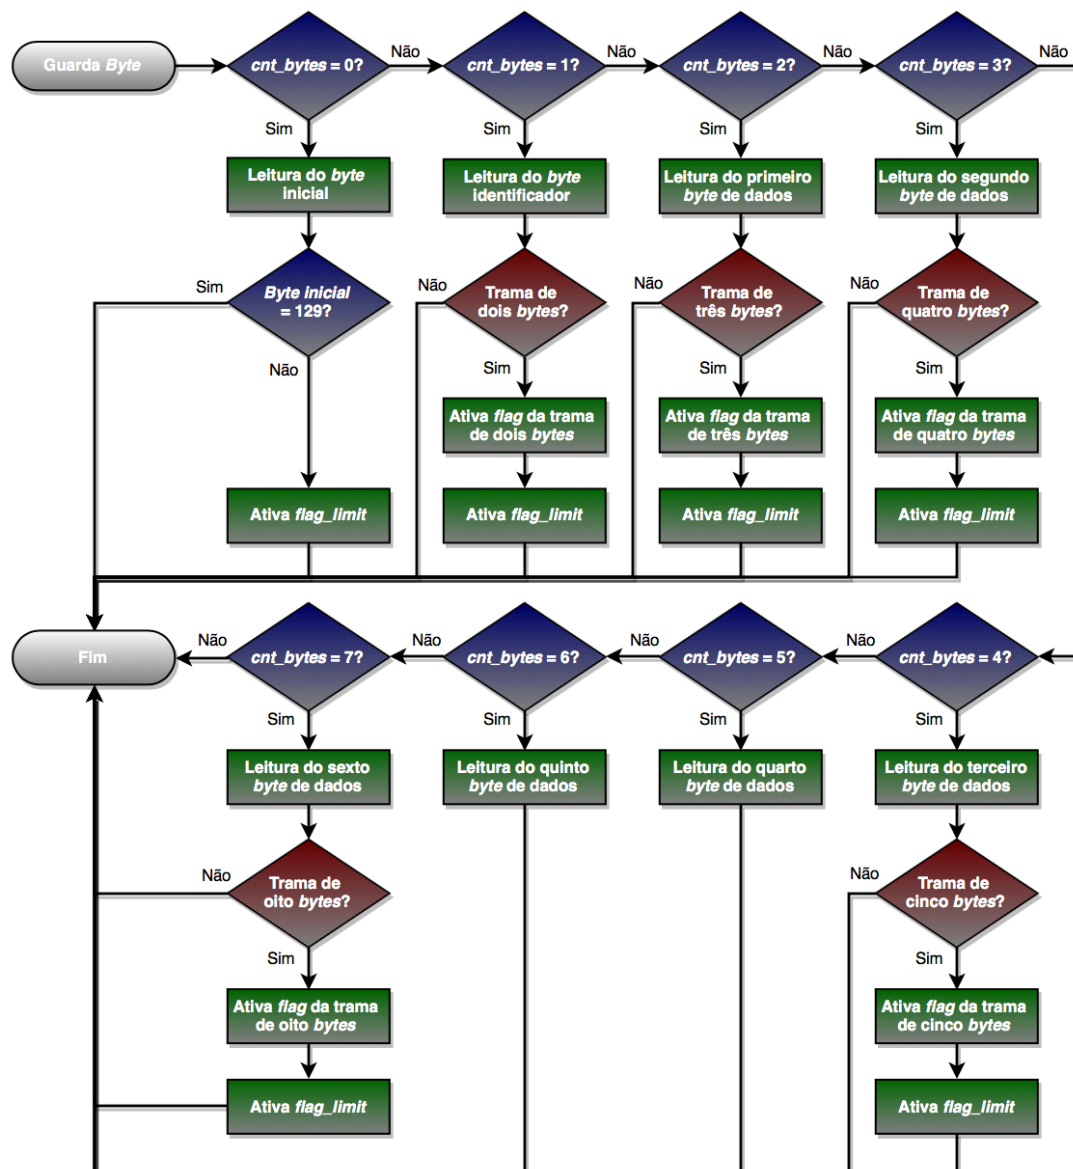 Guarda Byte
cnt_bytes = 0?
Não
cnt_bytes = 1?
Não
cnt_bytes = 2?
Não
cnt_bytes = 3?
Não
Sim
Sim
Sim
Sim
Leitura do byte
inicial
Leitura do byte
identificador
Leitura do primeiro
byte de dados
Leitura do segundo
byte de dados
Sim
Byte inicial
= 129?
Não
Não
Trama de
dois bytes?
Sim
Não
Trama de
três bytes?
Sim
Não
Trama de
quatro bytes?
Sim
Ativa flag da trama
de dois bytes
Ativa flag da trama
de três bytes
Ativa flag da trama
de quatro bytes
Ativa flag_limit
Ativa flag_limit
Ativa flag_limit
Ativa flag_limit
Fim
Não
cnt_bytes = 7?
Não
cnt_bytes = 6?
Não
cnt_bytes = 5?
Não
cnt_bytes = 4?
Sim
Sim
Sim
Sim
Leitura do sexto
byte de dados
Leitura do quinto
byte de dados
Leitura do quarto
byte de dados
Leitura do terceiro
byte de dados
Não
Trama de
oito bytes?
Sim
Não
Trama de
cinco bytes?
Sim
Ativa flag da trama
de oito bytes
Ativa flag da trama
de cinco bytes
Ativa flag_limit
Ativa flag_limit